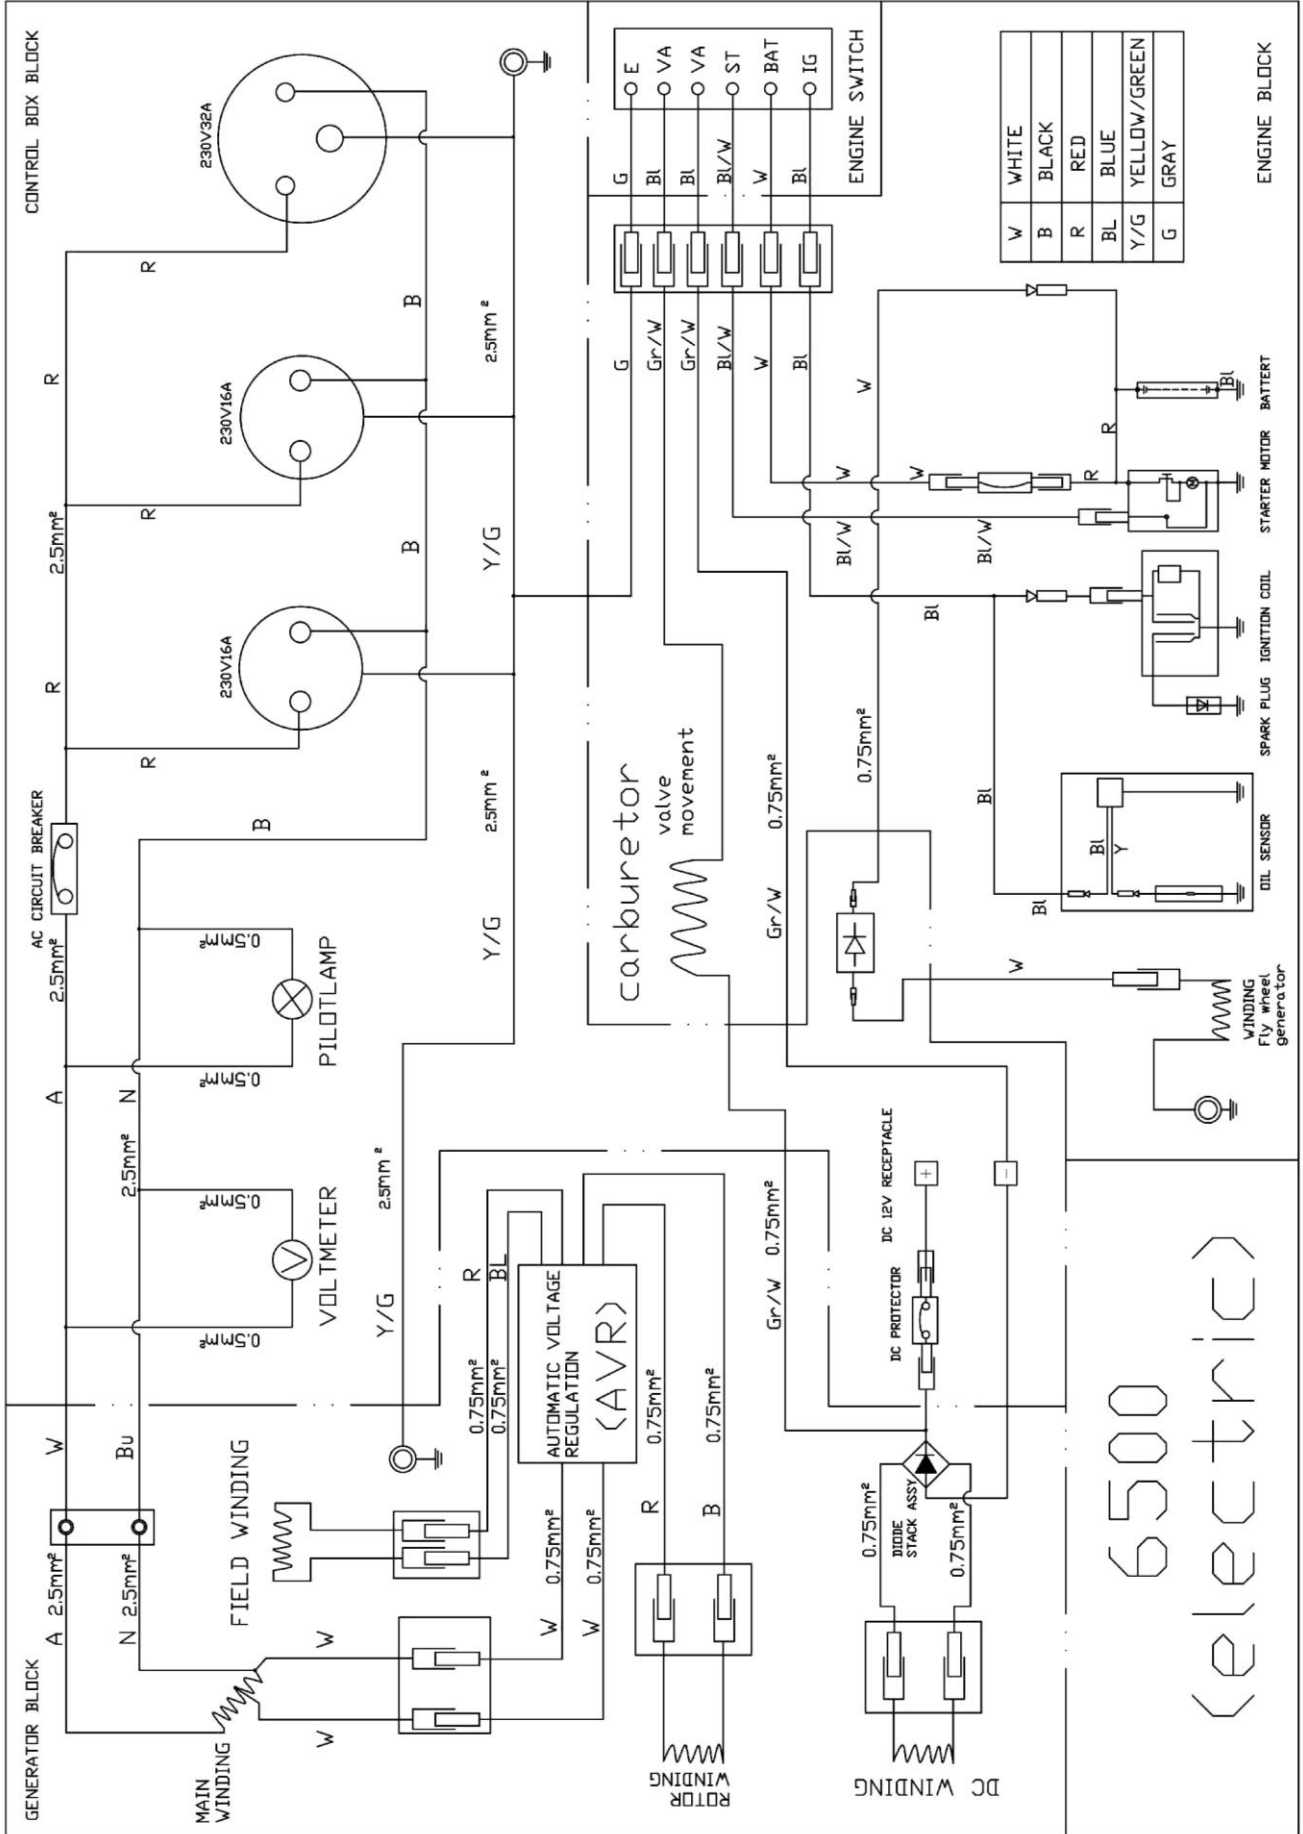 GENERATOR BLOCK
CONTROL BOX BLOCK
A
2.5mm²
W
A
2.5mm²
AC CIRCUIT BREAKER
R
2.5mm²
R
N
2.5mm²
Bu
2.5mm²
N
0.5mm²
0.5mm²
0.5mm²
0.5mm²
B
R
R
R
MAIN
WINDING
FIELD WINDING
VOLTMETER
V
PILOTLAMP
230V16A
230V16A
230V32A
W
W
Y/G
2.5mm²
B
B
R
BL
0.75mm²
0.75mm²
Y/G
2.5mm²
Y/G
2.5mm²
AUTOMATIC VOLTAGE
REGULATION
(AVR)
W
0.75mm²
W
0.75mm²
R
0.75mm²
B
0.75mm²
ROTOR
WINDING
carburetor
valve
movement
G
Gr/W
Gr/W
Bl/W
W
Bl
G
Bl
Bl
Bl/W
W
Bl
E
VA
VA
ST
BAT
IG
ENGINE SWITCH
Gr/W
0.75mm²
Gr/W
0.75mm²
0.75mm²
W
Bl/W
W
W
Bl/W
Bl
DC WINDING
0.75mm²
DIODE
STACK ASSY
0.75mm²
DC PROTECTOR
DC 12V RECEPTACLE
+
-
W
WINDING
Fly wheel
generator
Bl
Bl
Bl
Y
OIL SENSOR
SPARK PLUG
IGNITION COIL
R
R
M
STARTER MOTOR
BATTERT
Bl
W WHITE
B BLACK
R RED
BL BLUE
Y/G YELLOW/GREEN
G GRAY
ENGINE BLOCK
6500
(electric)